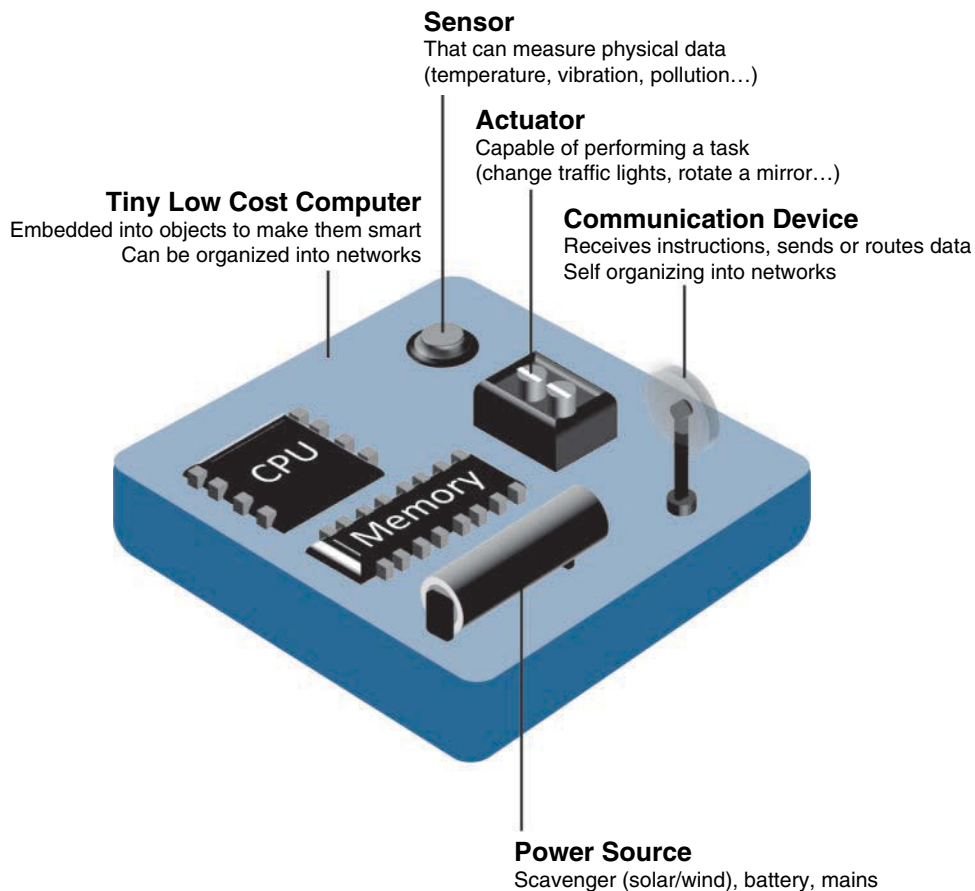 Sensor
That can measure physical data
(temperature, vibration, pollution…)
Actuator
Capable of performing a task
(change traffic lights, rotate a mirror…)
Tiny Low Cost Computer
Embedded into objects to make them smart
Can be organized into networks
Communication Device
Receives instructions, sends or routes data
Self organizing into networks
CPU
Memory
Power Source
Scavenger (solar/wind), battery, mains